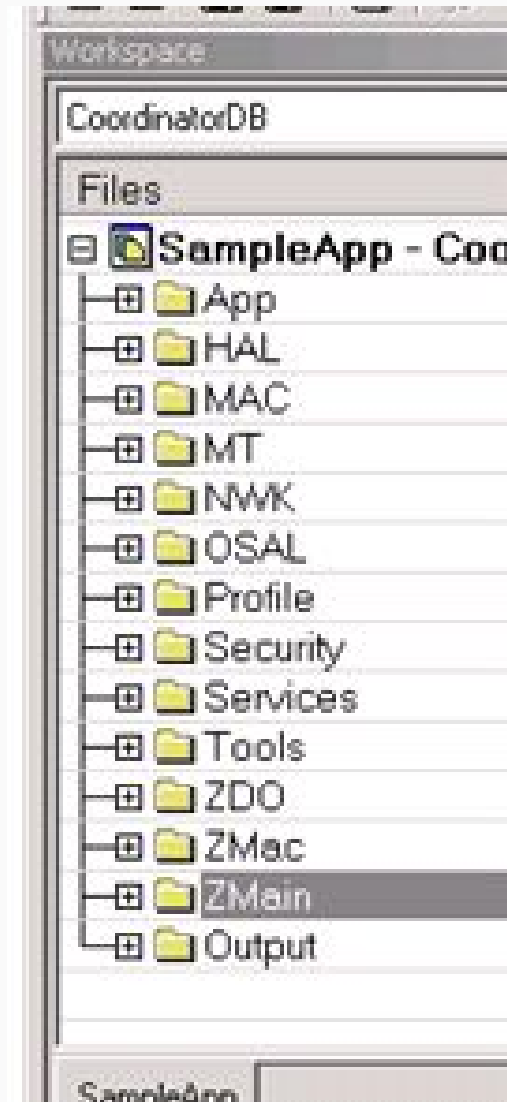 Workspace
CoordinatorDB
Files
SampleApp - Coo
App
HAL
MAC
MT
NWK
OSAL
Profile
Security
Services
Tools
ZDO
ZMac
ZMain
Output
SampleApp